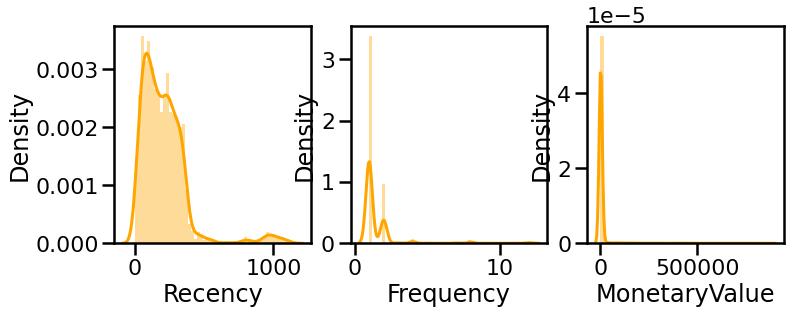 Density
0.003
0.002
0.001
0.000
0
1000
Recency
Density
3
2
1
0
0
10
Frequency
1e−5
Density
4
2
0
0
500000
MonetaryValue